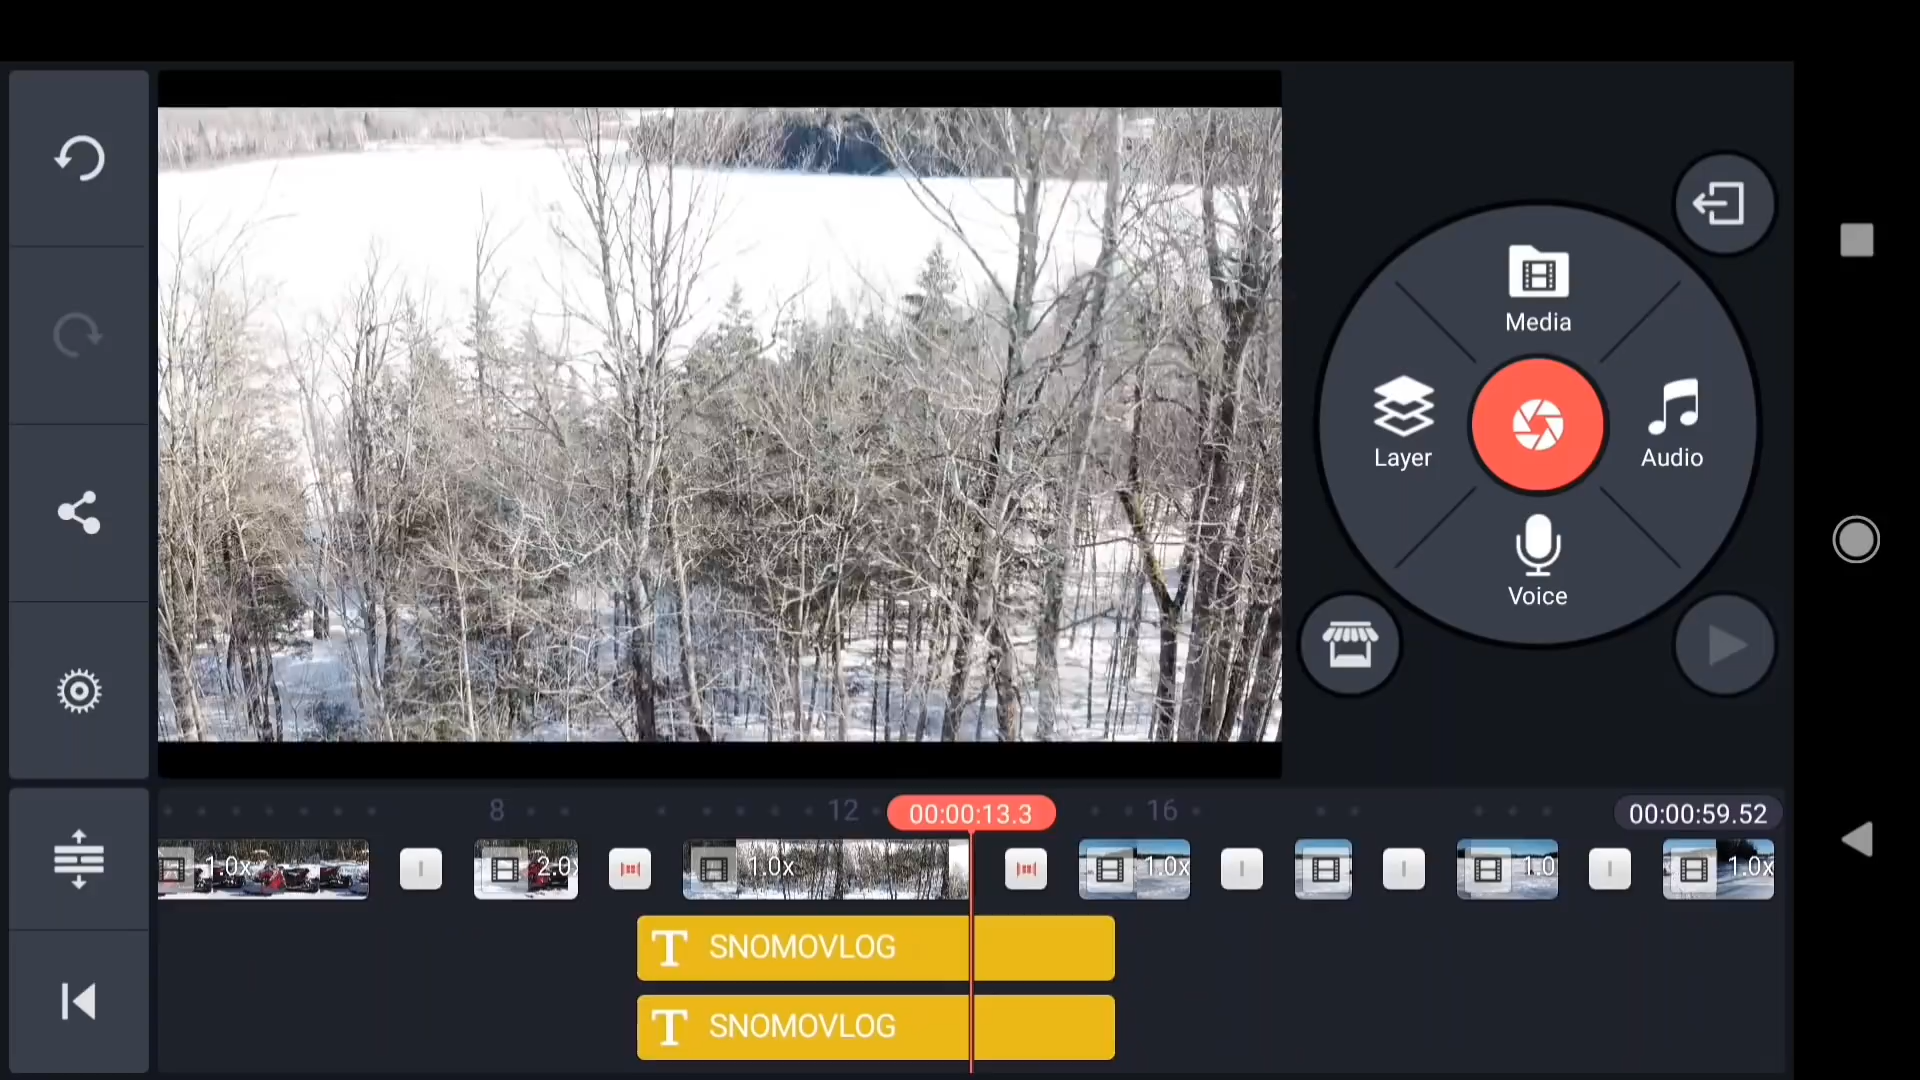 Media
Layer
Audio
Voice
8
12
00:00:13.3
16
00:00:59.52
1.0x
2.0x
1.0x
1.0x
1.0
1.0x
T SNOMOVLOG
T SNOMOVLOG